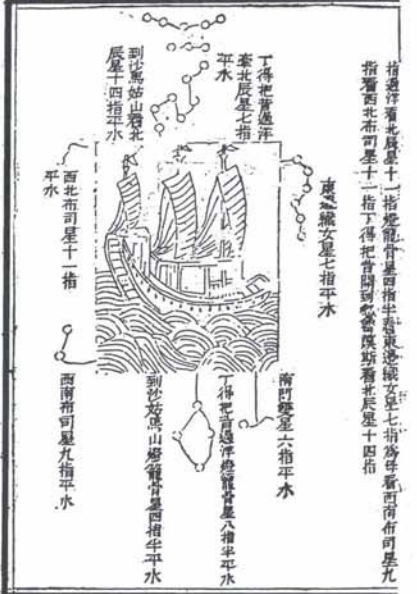 指過洋看北辰星十一指燈籠骨星四指半看東邊織女星七指為母看西南布司星九
指看西北布司星十一指丁得把昔開到忽魯謨斯看北辰星十四指
東邊織女星七指平水
丁得把昔過洋
牽北辰星七指
平水
到沙馬姑山看北
辰星十四指平水
西北布司星十一指
平水
南門雙星六指平水
丁得把昔過洋燈籠骨星八指半平水
到沙姑馬山燈籠骨星四指半平水
西南布司星九指平水